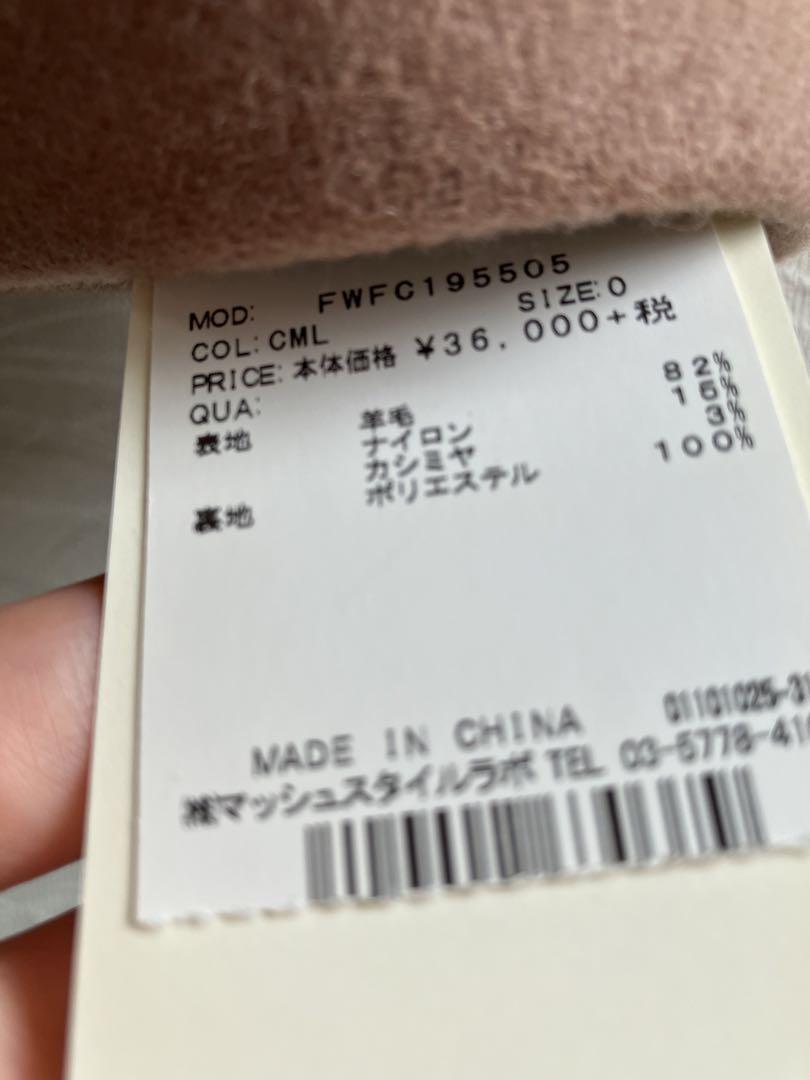 MOD: FWFC195505
COL: CML SIZE: 0
PRICE: 本体価格 ¥36,000+税
QUA:
表地 羊毛 82%
ナイロン 15%
カシミヤ 3%
裏地 ポリエステル 100%
MADE IN CHINA 01101025-
㈱マッシュスタイルラボ TEL 03-5778-